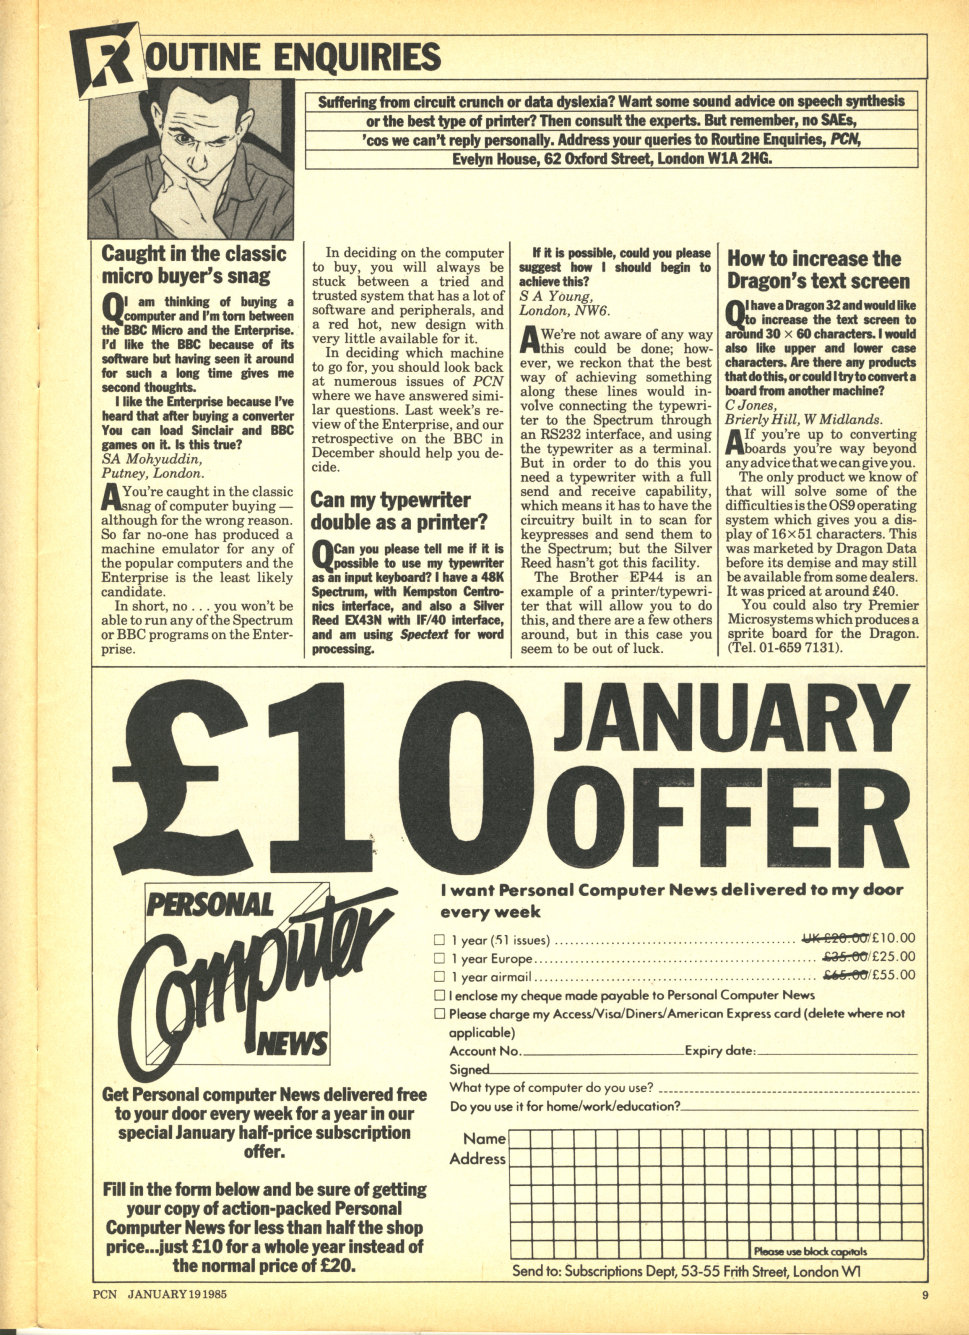 ROUTINE ENQUIRIES
Suffering from circuit crunch or data dyslexia? Want some sound advice on speech synthesis
or the best type of printer? Then consult the experts. But remember, no SAEs,
'cos we can't reply personally. Address your queries to Routine Enquiries, PCN,
Evelyn House, 62 Oxford Street, London W1A 2HG.
Caught in the classic
micro buyer's snag
Q I am thinking of buying a
computer and I'm torn between
the BBC Micro and the Enterprise.
I'd like the BBC because of its
software but having seen it around
for such a long time gives me
second thoughts.
I like the Enterprise because I've
heard that after buying a converter
You can load Sinclair and BBC
games on it. Is this true?
SA Mohyuddin,
Putney, London.
A You're caught in the classic
snag of computer buying —
although for the wrong reason.
So far no-one has produced a
machine emulator for any of
the popular computers and the
Enterprise is the least likely
candidate.
In short, no . . . you won't be
able to run any of the Spectrum
or BBC programs on the Enter-
prise.
In deciding on the computer
to buy, you will always be
stuck between a tried and
trusted system that has a lot of
software and peripherals, and
a red hot, new design with
very little available for it.
In deciding which machine
to go for, you should look back
at numerous issues of PCN
where we have answered simi-
lar questions. Last week's re-
view of the Enterprise, and our
retrospective on the BBC in
December should help you de-
cide.
Can my typewriter
double as a printer?
Q Can you please tell me if it is
possible to use my typewriter
as an input keyboard? I have a 48K
Spectrum, with Kempston Centro-
nics interface, and also a Silver
Reed EX43N with IF/40 interface,
and am using Spectext for word
processing.
If it is possible, could you please
suggest how I should begin to
achieve this?
S A Young,
London, NW6.
A We're not aware of any way
this could be done; how-
ever, we reckon that the best
way of achieving something
along these lines would in-
volve connecting the typewri-
ter to the Spectrum through
an RS232 interface, and using
the typewriter as a terminal.
But in order to do this you
need a typewriter with a full
send and receive capability,
which means it has to have the
circuitry built in to scan for
keypresses and send them to
the Spectrum; but the Silver
Reed hasn't got this facility.
The Brother EP44 is an
example of a printer/typewri-
ter that will allow you to do
this, and there are a few others
around, but in this case you
seem to be out of luck.
How to increase the
Dragon's text screen
Q I have a Dragon 32 and would like
to increase the text screen to
around 30 × 60 characters. I would
also like upper and lower case
characters. Are there any products
that do this, or could I try to convert a
board from another machine?
C Jones,
Brierly Hill, W Midlands.
A If you're up to converting
boards you're way beyond
any advice that we can give you.
The only product we know of
that will solve some of the
difficulties is the OS9 operating
system which gives you a dis-
play of 16×51 characters. This
was marketed by Dragon Data
before its demise and may still
be available from some dealers.
It was priced at around £40.
You could also try Premier
Microsystems which produces a
sprite board for the Dragon.
(Tel. 01-659 7131).
£10 JANUARY
OFFER
PERSONAL
Computer
NEWS
Get Personal computer News delivered free
to your door every week for a year in our
special January half-price subscription
offer.
Fill in the form below and be sure of getting
your copy of action-packed Personal
Computer News for less than half the shop
price...just £10 for a whole year instead of
the normal price of £20.
I want Personal Computer News delivered to my door
every week
1 year (51 issues) ........ UK £20.00/£10.00
1 year Europe ........ £35.00/£25.00
1 year airmail ........ £65.00/£55.00
I enclose my cheque made payable to Personal Computer News
Please charge my Access/Visa/Diners/American Express card (delete where not
applicable)
Account No. Expiry date:
Signed
What type of computer do you use?
Do you use it for home/work/education?
Name
Address
Please use block capitals
Send to: Subscriptions Dept, 53-55 Frith Street, London W1
PCN JANUARY 19 1985
9